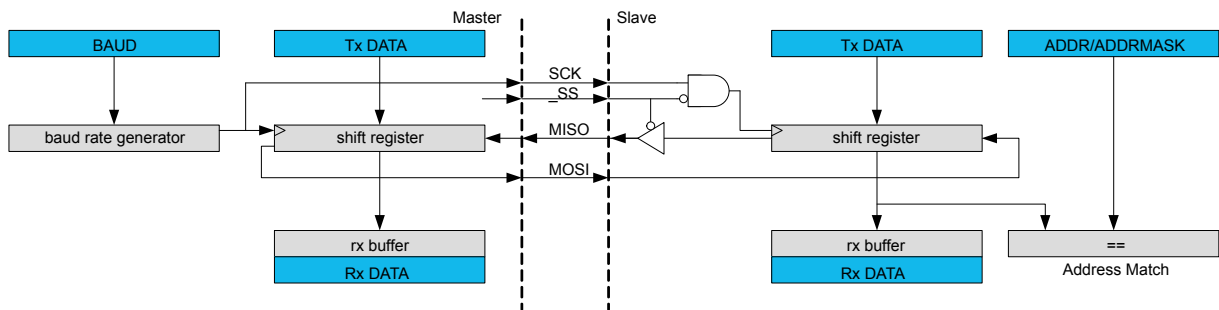 Master
Slave
BAUD
Tx DATA
Tx DATA
ADDR/ADDRMASK
SCK
_SS
baud rate generator
shift register
MISO
shift register
MOSI
rx buffer
rx buffer
==
Rx DATA
Rx DATA
Address Match